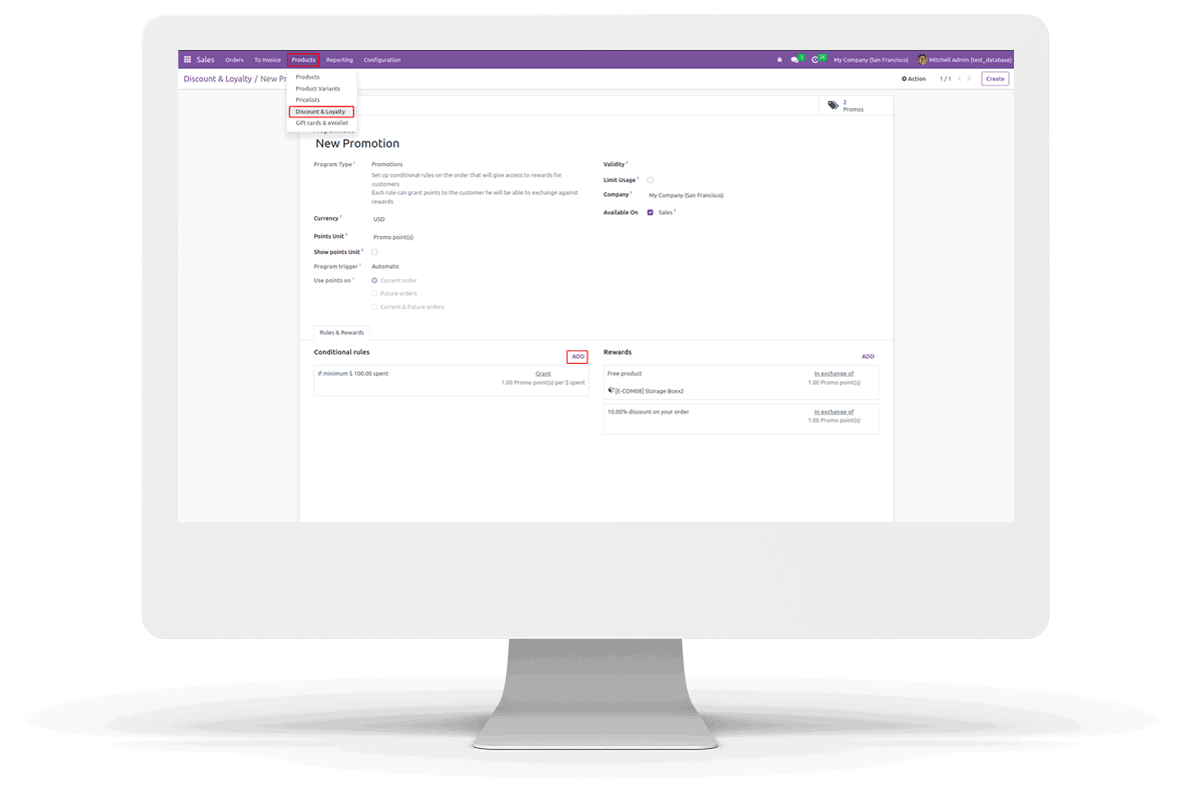 Sales Orders To Invoice Products Reporting Configuration 5 26 My Company (San Francisco) Mitchell Admin (test_database)
Discount & Loyalty / New Pr Action 1 / 1 Create
Products
Product Variants
Pricelists
Discount & Loyalty
Gift cards & eWallet
2
Promos
New Promotion
Program Type ? Promotions
Set up conditional rules on the order that will give access to rewards for
customers
Each rule can grant points to the customer he will be able to exchange against
rewards
Currency ? USD
Points Unit ? Promo point(s)
Show points Unit ?
Program trigger ? Automatic
Use points on ? Current order
Future orders
Current & Future orders
Validity ?
Limit Usage ?
Company ? My Company (San Francisco)
Available On Sales ?
Rules & Rewards
Conditional rules ADD
If minimum $ 100.00 spent Grant
1.00 Promo point(s) per $ spent
Rewards ADD
Free product In exchange of
1.00 Promo point(s)
[E-COM08] Storage BoxxZ
10.00% discount on your order In exchange of
1.00 Promo point(s)